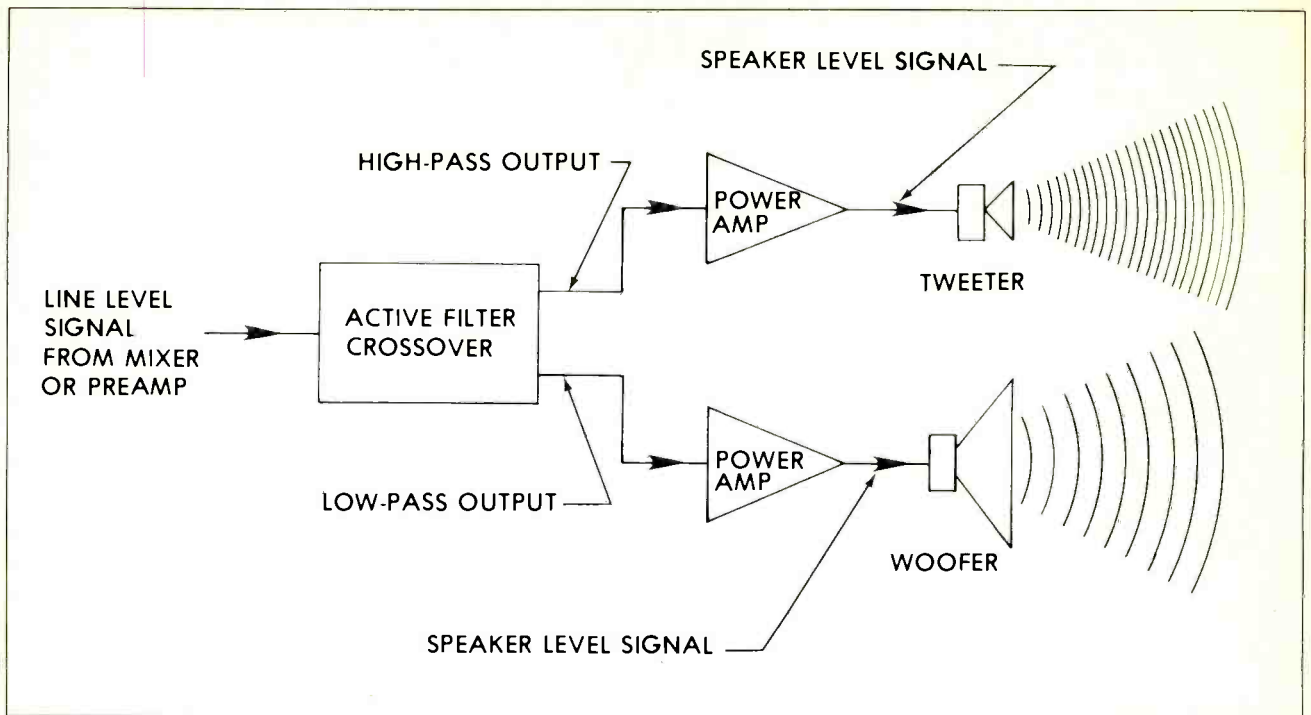 SPEAKER LEVEL SIGNAL
HIGH-PASS OUTPUT
POWER
AMP
TWEETER
LINE LEVEL
SIGNAL
FROM MIXER
OR PREAMP
ACTIVE FILTER
CROSSOVER
POWER
AMP
LOW-PASS OUTPUT
WOOFER
SPEAKER LEVEL SIGNAL